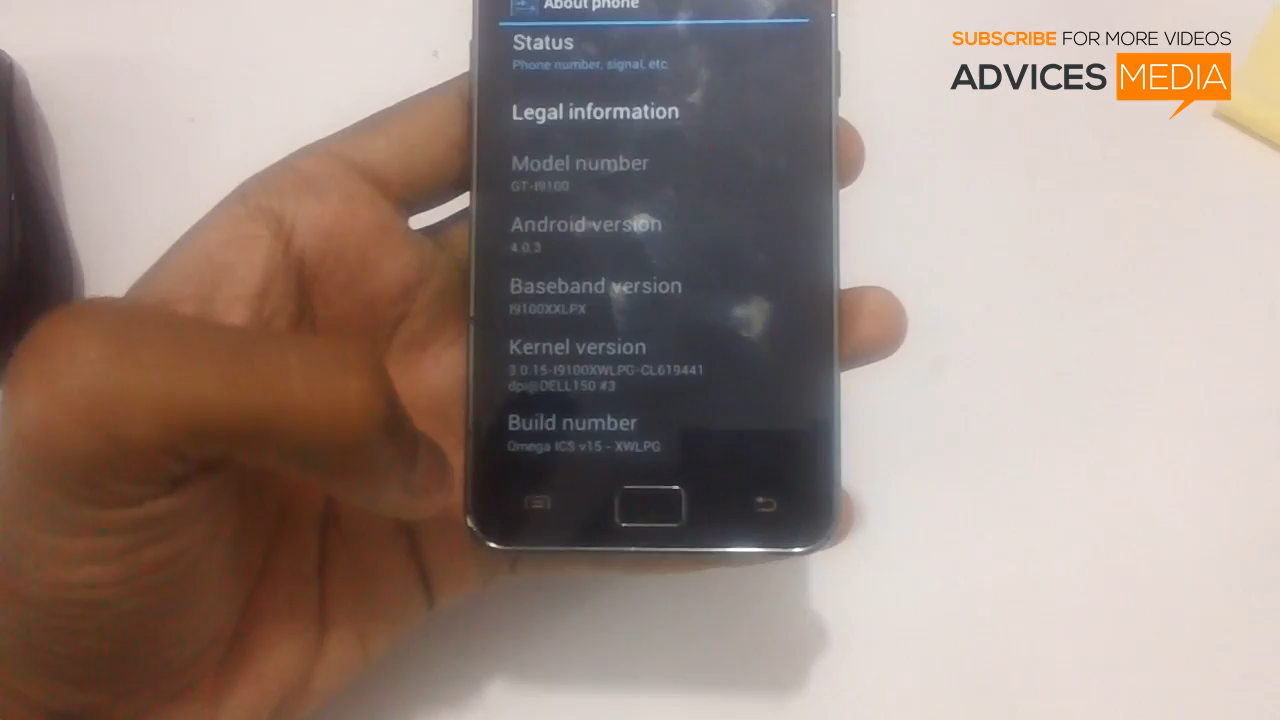 About phone
Status
Phone number, signal, etc.
Legal information
Model number
GT-I9100
Android version
4.0.3
Baseband version
I9100XXLPX
Kernel version
3.0.15-I9100XWLPG-CL619441
dpi@DELL150 #3
Build number
Omega ICS v15 - XWLPG
SUBSCRIBE FOR MORE VIDEOS
ADVICES MEDIA